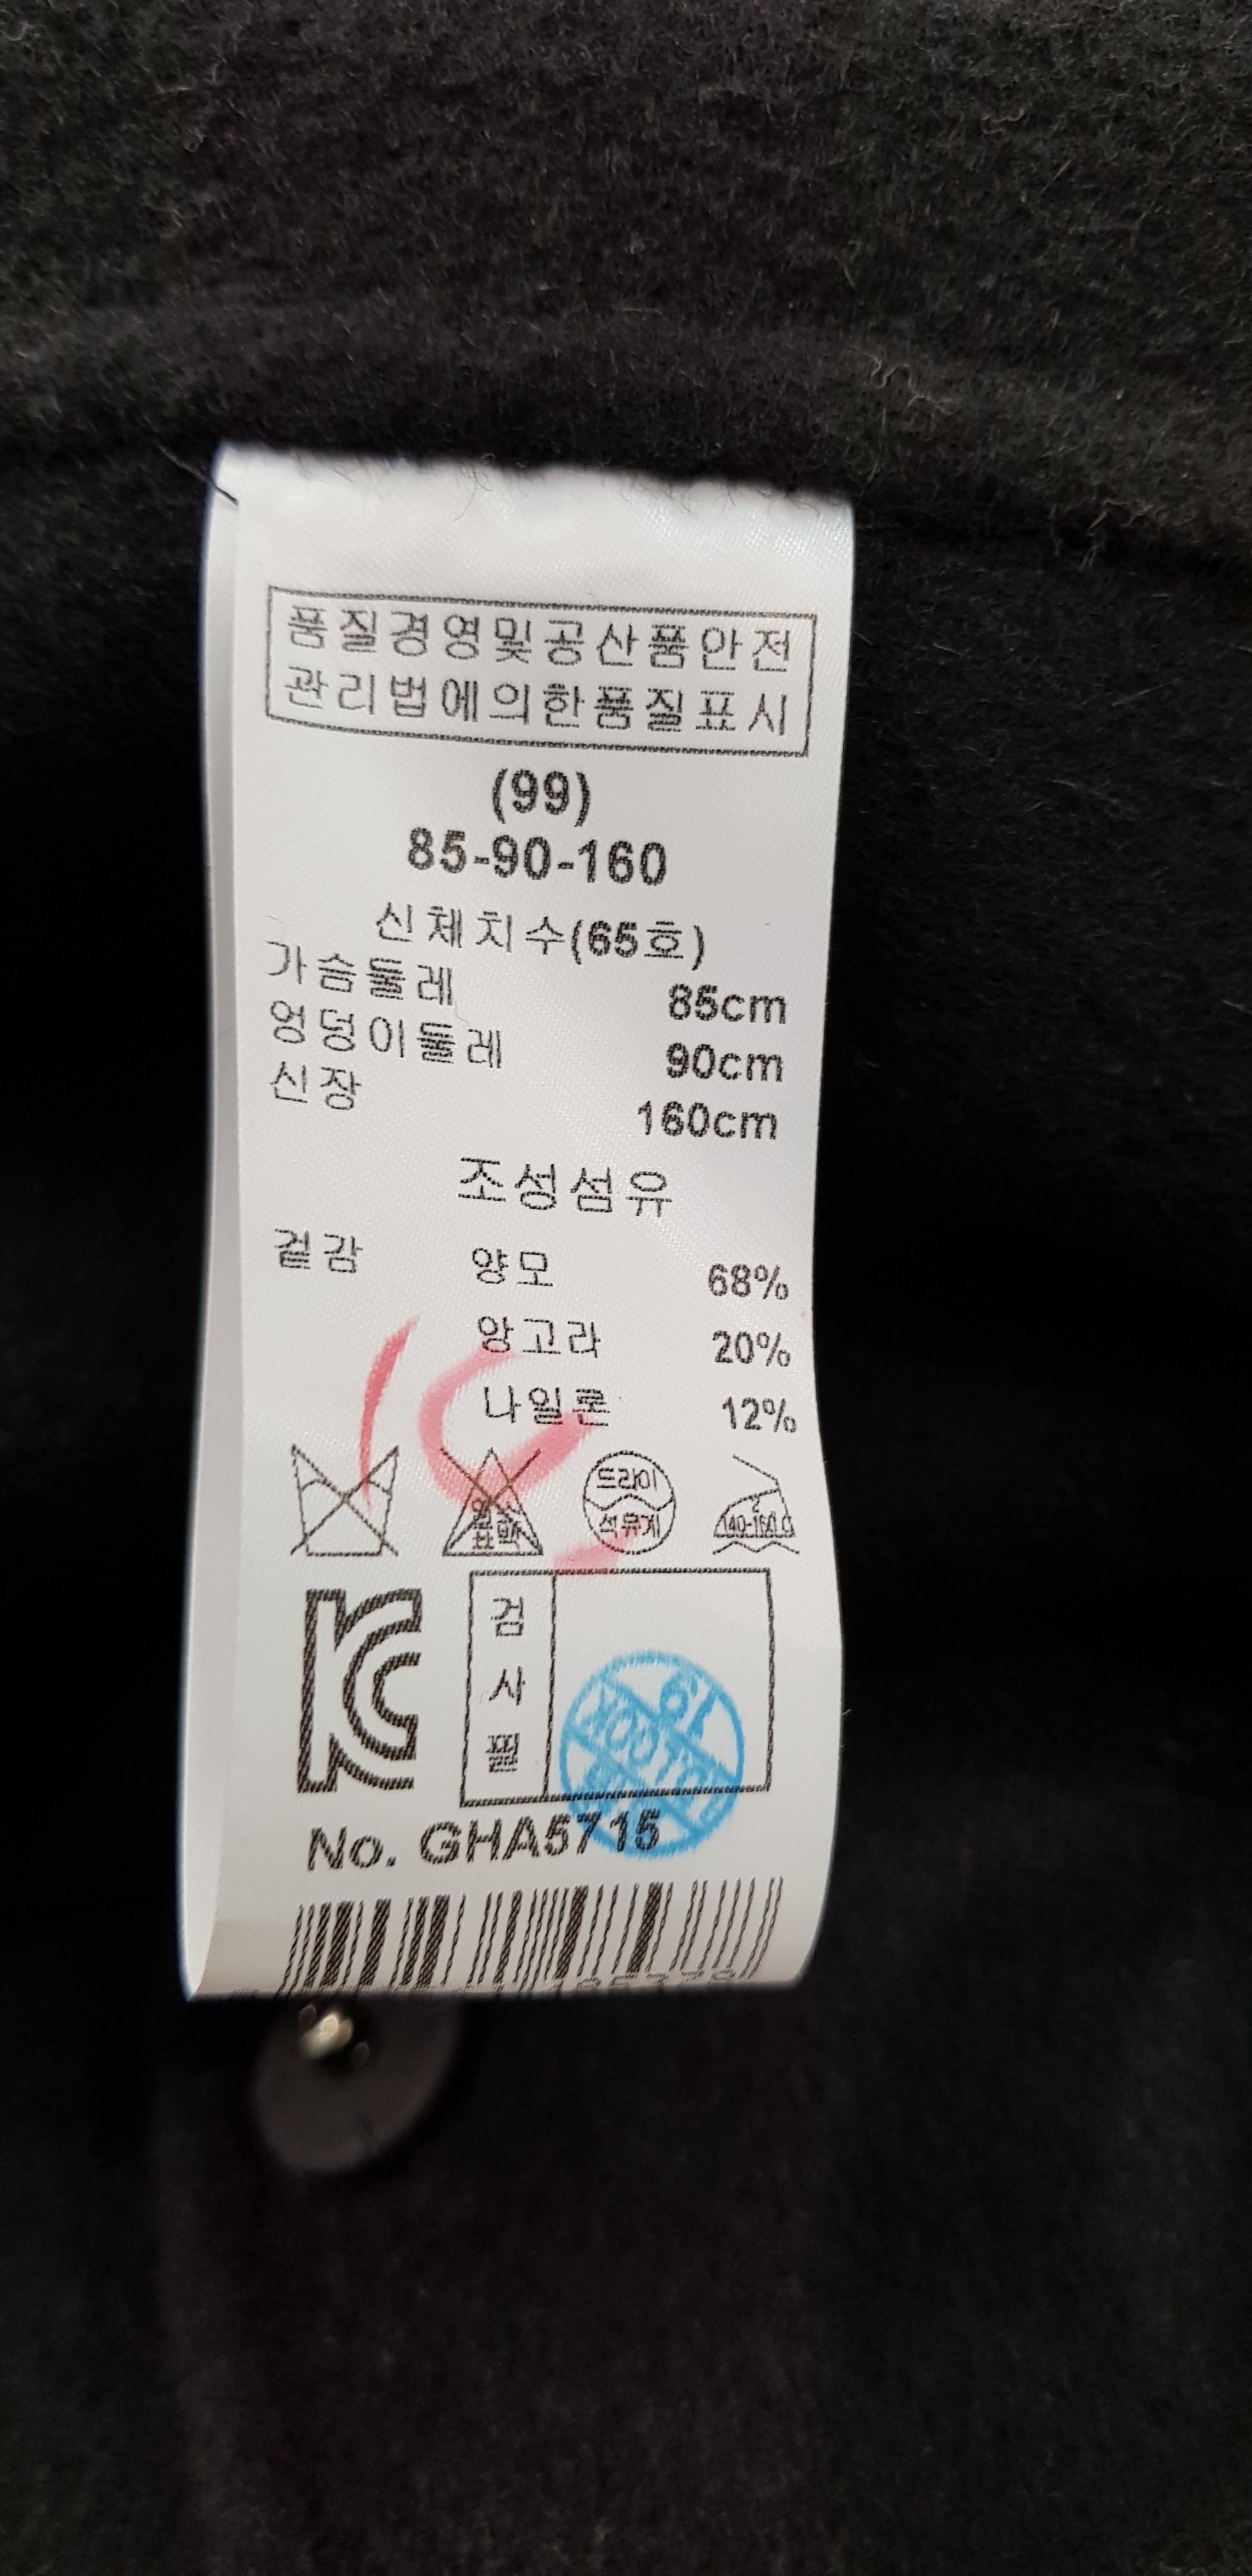 품질경영및공산품안전
관리법에의한품질표시
(99)
85-90-160
신체치수(65호)
가슴둘레 85cm
엉덩이둘레 90cm
신장 160cm
조성섬유
겉감 양모 68%
앙고라 20%
나일론 12%
드라이
석유계
140-160℃
검
사
필
No. GHA5715